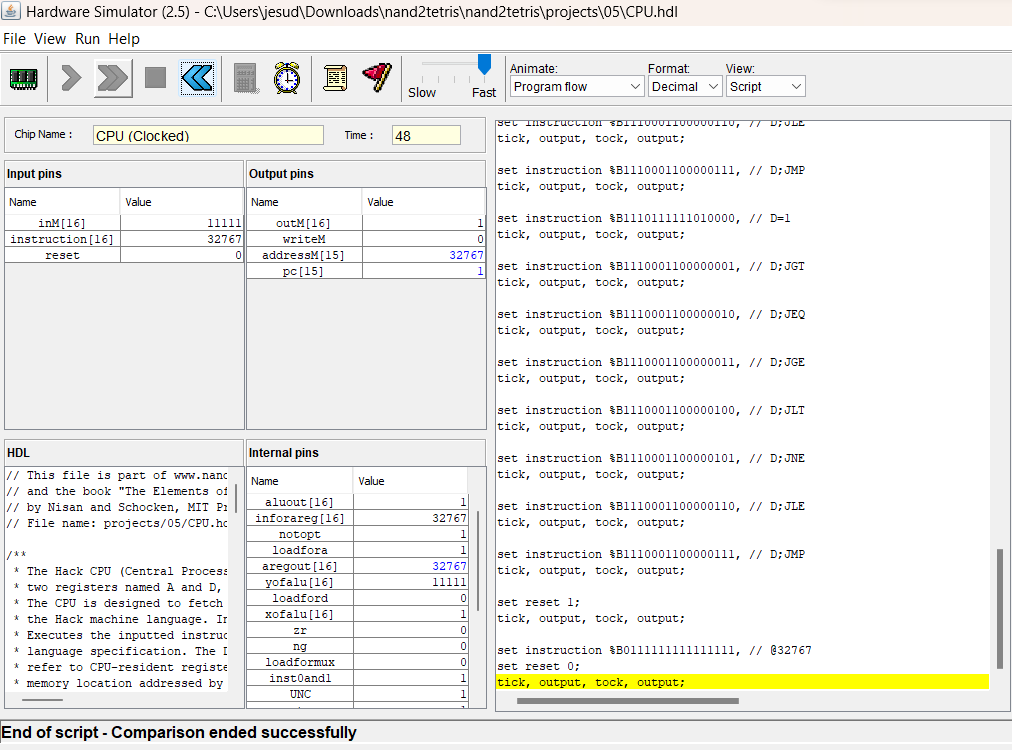 Hardware Simulator (2.5) - C:\Users\jesud\Downloads\nand2tetris\nand2tetris\projects\05\CPU.hdl
File View Run Help
Slow Fast
Animate: Format: View:
Program flow Decimal Script
Chip Name : CPU (Clocked) Time : 48
Input pins
Name Value
inM[16] 11111
instruction[16] 32767
reset 0
Output pins
Name Value
outM[16] 1
writeM 0
addressM[15] 32767
pc[15] 1
HDL
// This file is part of www.nand
// and the book "The Elements of
// by Nisan and Schocken, MIT Pr
// File name: projects/05/CPU.hd
/**
* The Hack CPU (Central Process
* two registers named A and D,
* The CPU is designed to fetch
* the Hack machine language. In
* Executes the inputted instruc
* language specification. The D
* refer to CPU-resident registe
* memory location addressed by
Internal pins
Name Value
aluout[16] 1
inforareg[16] 32767
notopt 1
loadfora 1
aregout[16] 32767
yofalu[16] 11111
loadford 0
xofalu[16] 1
zr 0
ng 0
loadformux 0
inst0and1 1
UNC 1
set instruction %B1110001100000110, // D;JLE
tick, output, tock, output;
set instruction %B1110001100000111, // D;JMP
tick, output, tock, output;
set instruction %B1110111111010000, // D=1
tick, output, tock, output;
set instruction %B1110001100000001, // D;JGT
tick, output, tock, output;
set instruction %B1110001100000010, // D;JEQ
tick, output, tock, output;
set instruction %B1110001100000011, // D;JGE
tick, output, tock, output;
set instruction %B1110001100000100, // D;JLT
tick, output, tock, output;
set instruction %B1110001100000101, // D;JNE
tick, output, tock, output;
set instruction %B1110001100000110, // D;JLE
tick, output, tock, output;
set instruction %B1110001100000111, // D;JMP
tick, output, tock, output;
set reset 1;
tick, output, tock, output;
set instruction %B0111111111111111, // @32767
set reset 0;
tick, output, tock, output;
End of script - Comparison ended successfully